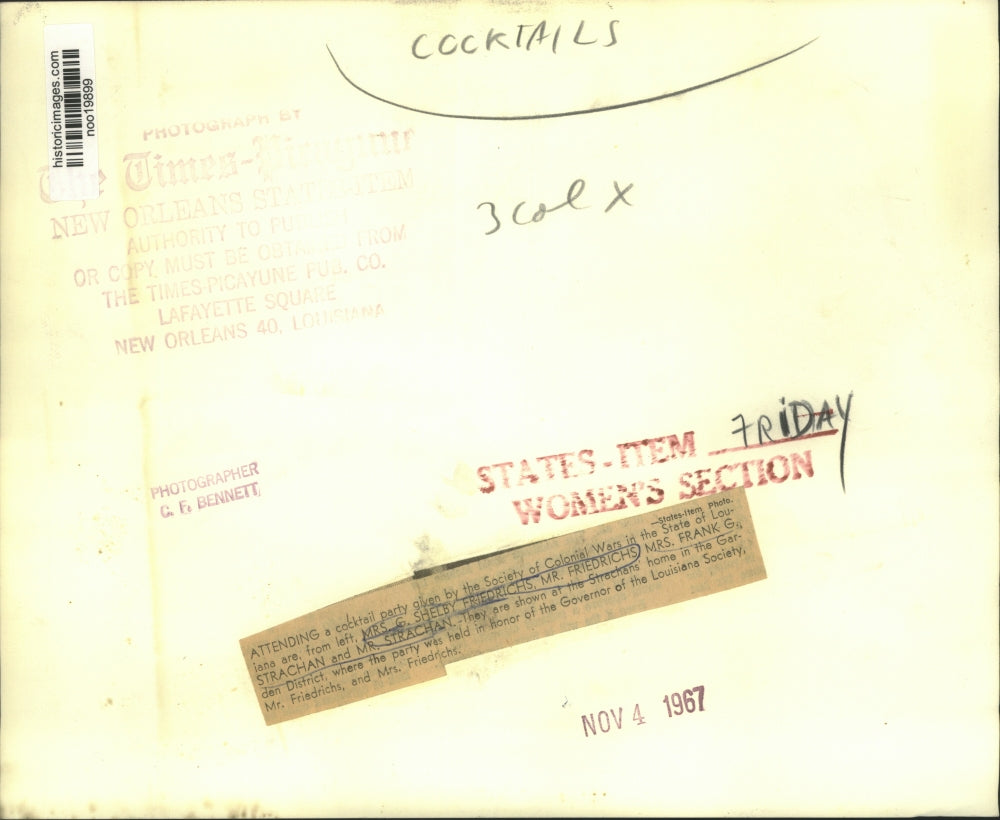 COCKTAILS
historicimages.com
noo19899
PHOTOGRAPH BY
The Times-Picayune
NEW ORLEANS STATES-ITEM
AUTHORITY TO PUBLISH
OR COPY, MUST BE OBTAINED FROM
THE TIMES-PICAYUNE PUB. CO.
LAFAYETTE SQUARE
NEW ORLEANS 40, LOUISIANA
3 col x
PHOTOGRAPHER
G. E. BENNETT
STATES-ITEM FRIDAY
WOMEN'S SECTION
—States-Item Photo.
ATTENDING a cocktail party given by the Society of Colonial Wars in the State of Lou-
isiana are, from left, MRS. G. SHELBY FRIEDRICHS, MR. FRIEDRICHS, MRS. FRANK G.
STRACHAN and MR. STRACHAN. They are shown at the Strachans' home in the Gar-
den District, where the party was held in honor of the Governor of the Louisiana Society,
Mr. Friedrichs, and Mrs. Friedrichs.
NOV 4 1967